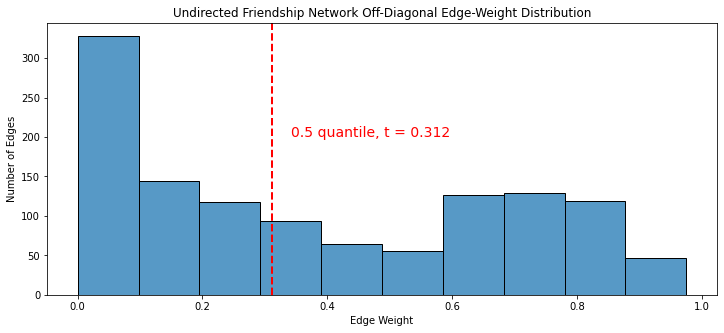 Undirected Friendship Network Off-Diagonal Edge-Weight Distribution
Number of Edges
300
250
200
150
100
50
0
0.5 quantile, t = 0.312
0.0 0.2 0.4 0.6 0.8 1.0
Edge Weight